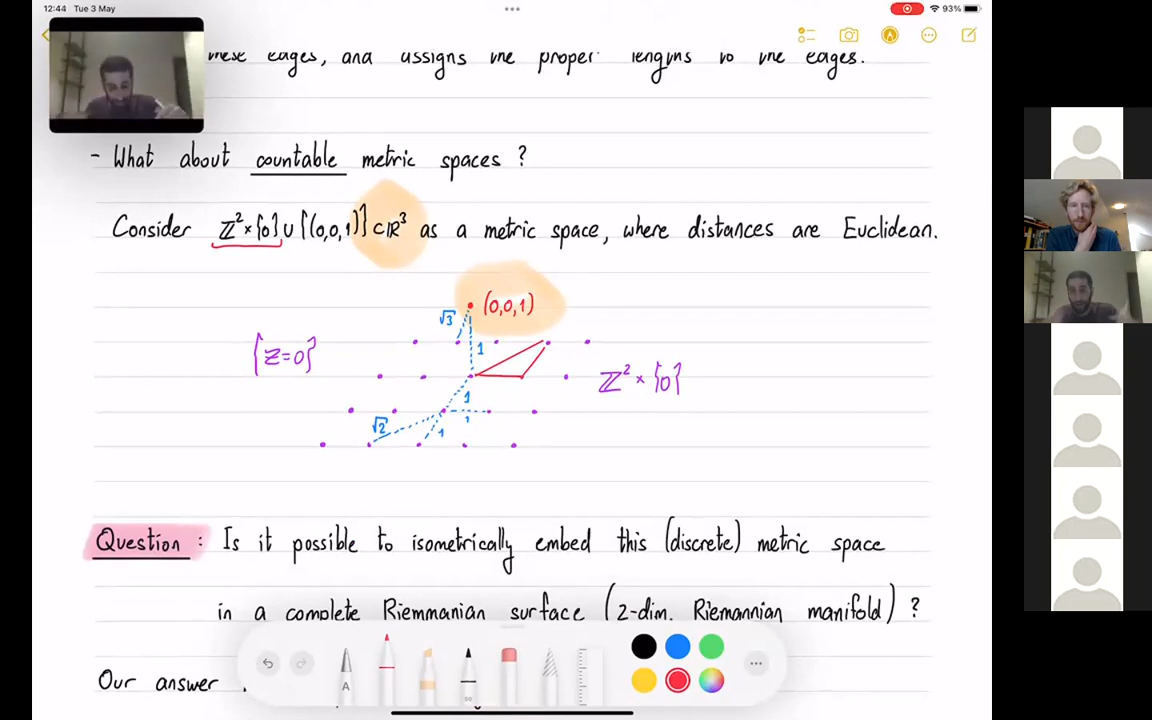 12:44 Tue 3 May
93%
these edges, and assigns the proper lengths to the edges.
- What about countable metric spaces ?
Consider ℤ²×{0}∪{(0,0,1)}⊂ℝ³ as a metric space, where distances are Euclidean.
(0,0,1)
√3
1
{z=0}
ℤ²×{0}
1
1
√2
1
Question : Is it possible to isometrically embed this (discrete) metric space
in a complete Riemmanian surface (2-dim. Riemannian manifold) ?
Our answer
A
50